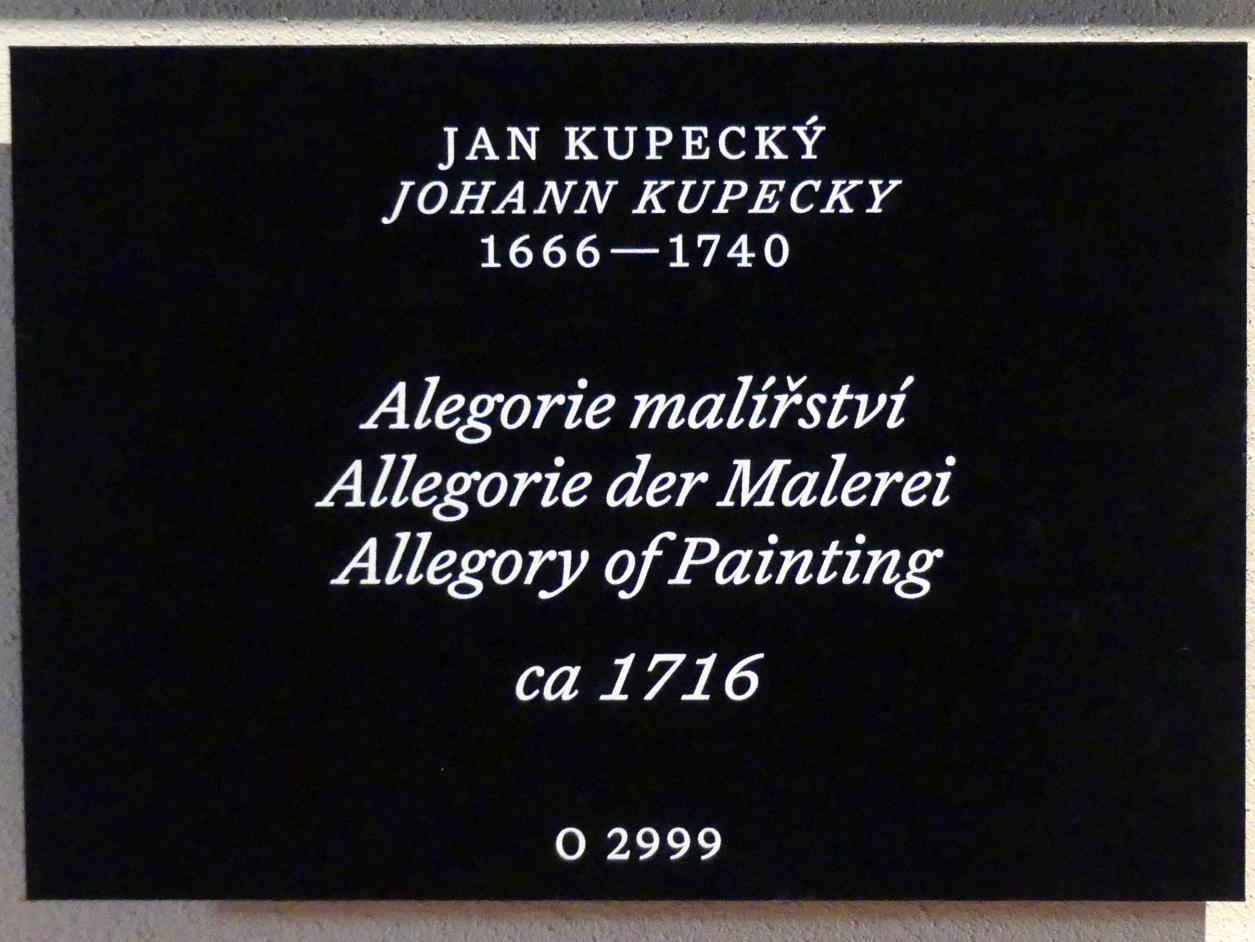 JAN KUPECKÝ
JOHANN KUPECKY
1666—1740
Alegorie malířství
Allegorie der Malerei
Allegory of Painting
ca 1716
O 2999